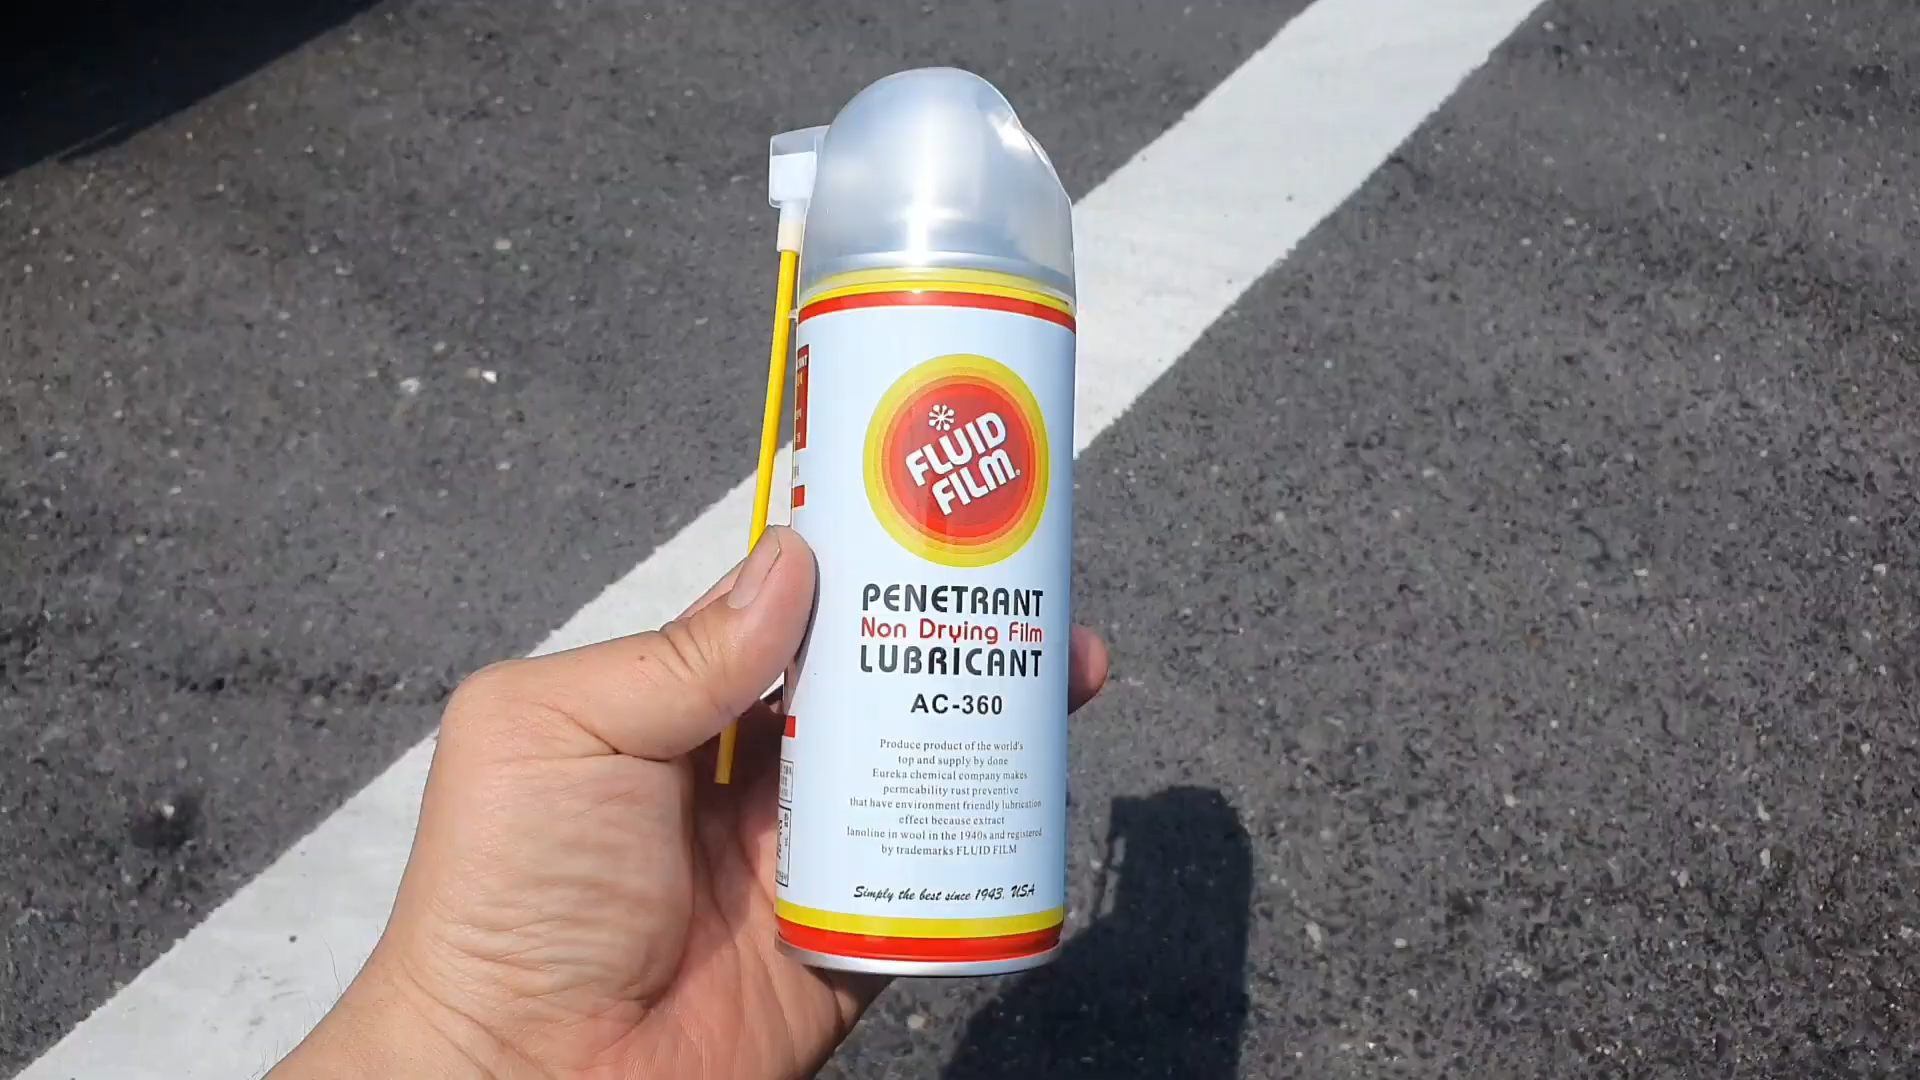 FLUID
FILM
PENETRANT
Non Drying Film
LUBRICANT
AC-360
Produce product of the world's
top and supply by done
Eureka chemical company makes
permeability rust preventive
that have environment friendly lubrication
effect because extract
lanoline in wool in the 1940s and registered
by trademarks FLUID FILM
Simply the best since 1943. USA